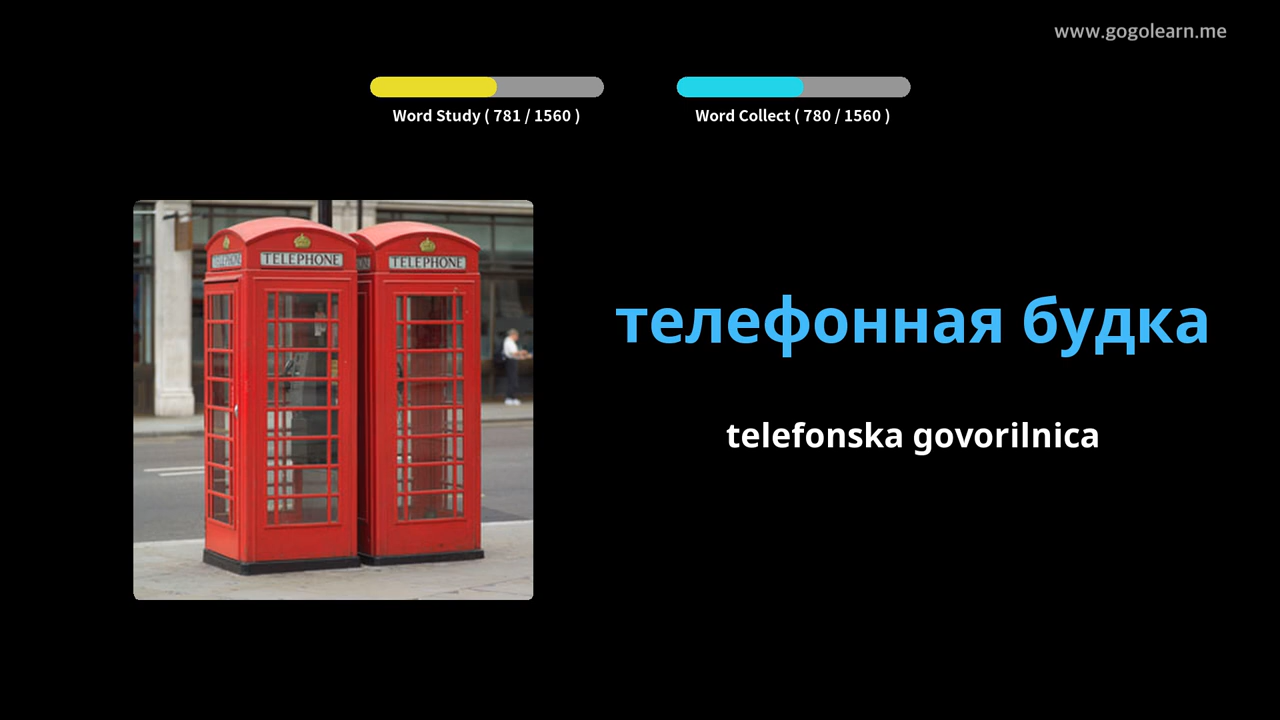 www.gogolearn.me
Word Study ( 781 / 1560 )
Word Collect ( 780 / 1560 )
TELEPHONE
TELEPHONE
телефонная будка
telefonska govorilnica